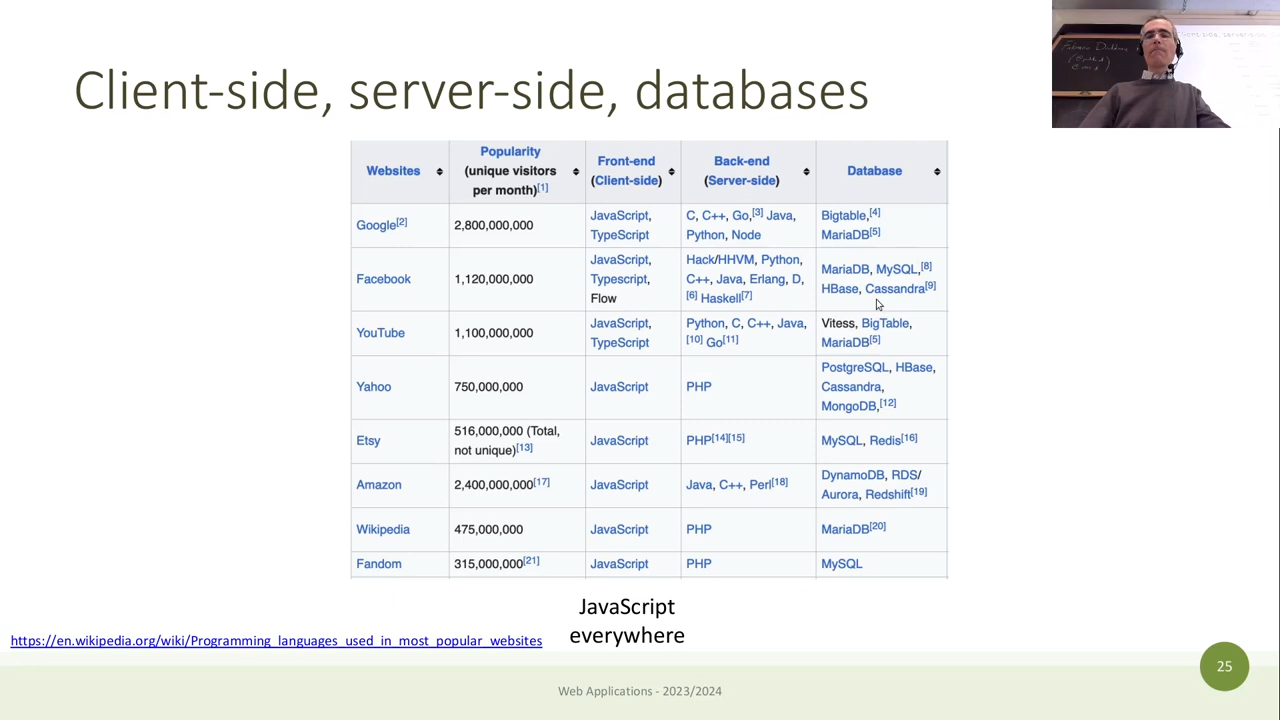 Client-side, server-side, databases
Websites
Popularity
(unique visitors
per month)[1]
Front-end
(Client-side)
Back-end
(Server-side)
Database
Google[2]
2,800,000,000
JavaScript,
TypeScript
C, C++, Go,[3] Java,
Python, Node
Bigtable,[4]
MariaDB[5]
Facebook
1,120,000,000
JavaScript,
Typescript,
Flow
Hack/HHVM, Python,
C++, Java, Erlang, D,
[6] Haskell[7]
MariaDB, MySQL,[8]
HBase, Cassandra[9]
YouTube
1,100,000,000
JavaScript,
TypeScript
Python, C, C++, Java,
[10] Go[11]
Vitess, BigTable,
MariaDB[5]
Yahoo
750,000,000
JavaScript
PHP
PostgreSQL, HBase,
Cassandra,
MongoDB,[12]
Etsy
516,000,000 (Total,
not unique)[13]
JavaScript
PHP[14][15]
MySQL, Redis[16]
Amazon
2,400,000,000[17]
JavaScript
Java, C++, Perl[18]
DynamoDB, RDS/
Aurora, Redshift[19]
Wikipedia
475,000,000
JavaScript
PHP
MariaDB[20]
Fandom
315,000,000[21]
JavaScript
PHP
MySQL
JavaScript
everywhere
https://en.wikipedia.org/wiki/Programming_languages_used_in_most_popular_websites
25
Web Applications - 2023/2024